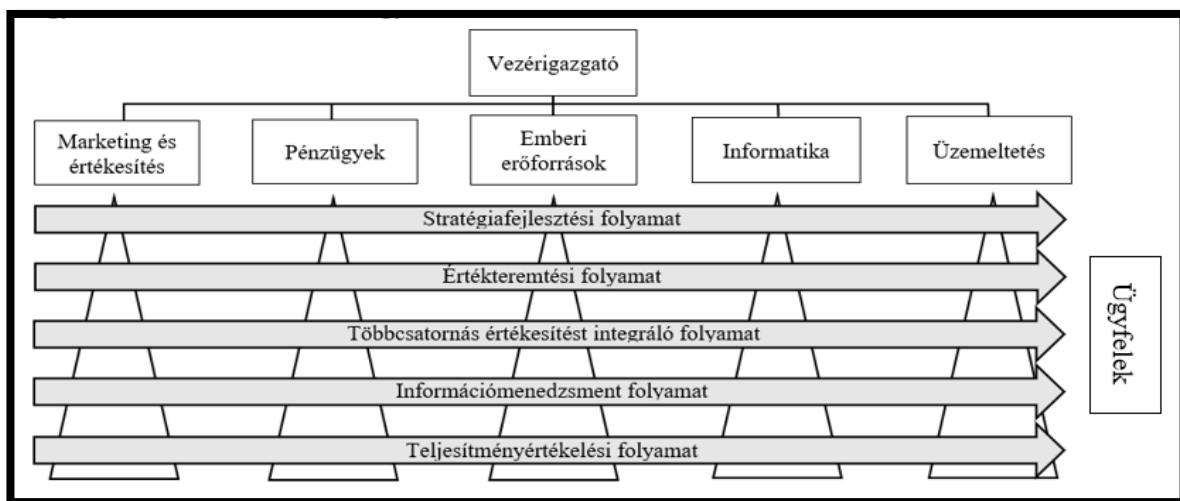 Vezérigazgató
Marketing és
értékesítés
Pénzügyek
Emberi
erőforrások
Informatika
Üzemeltetés
Stratégiafejlesztési folyamat
Értékteremtési folyamat
Többcsatornás értékesítést integráló folyamat
Információmenedzsment folyamat
Teljesítményértékelési folyamat
Ügyfelek